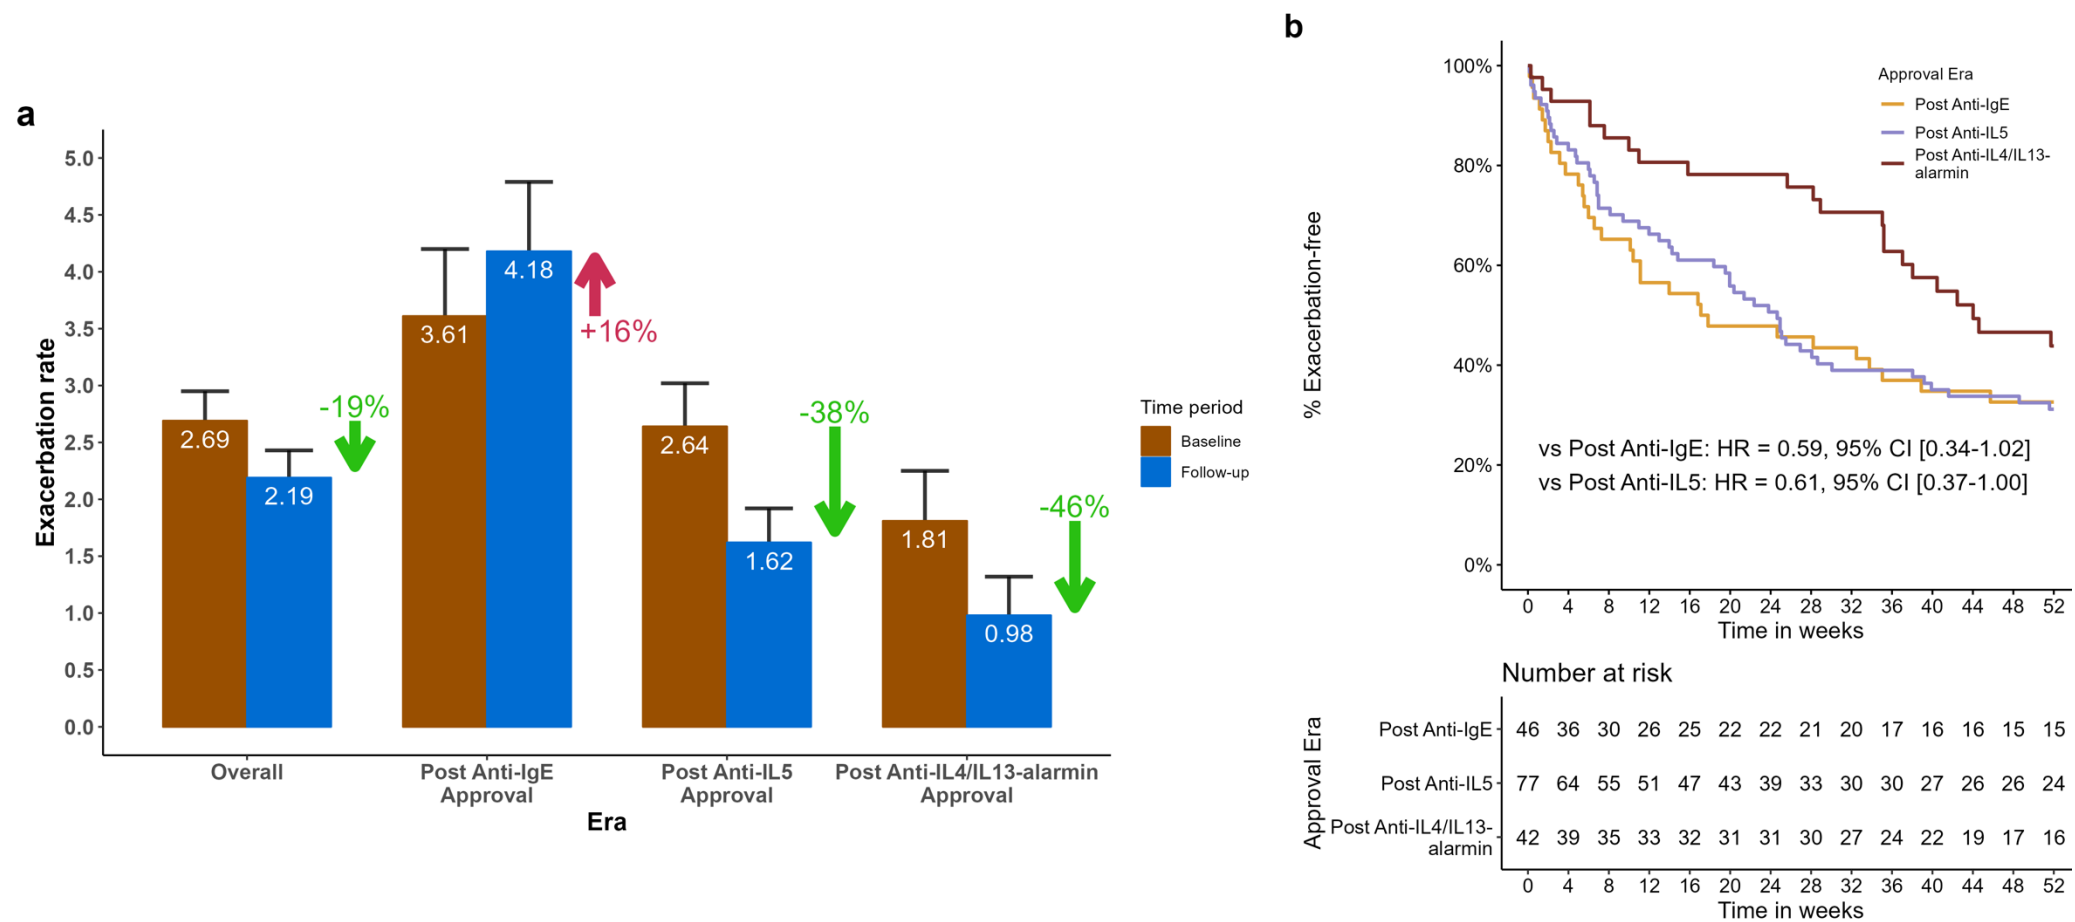 a
Exacerbation rate
5.0
4.5
4.0
3.5
3.0
2.5
2.0
1.5
1.0
0.5
0.0
2.69
2.19
-19%
3.61
4.18
+16%
2.64
1.62
-38%
1.81
0.98
-46%
Overall
Post Anti-IgE
Approval
Post Anti-IL5
Approval
Post Anti-IL4/IL13-alarmin
Approval
Era
Time period
Baseline
Follow-up
b
% Exacerbation-free
100%
80%
60%
40%
20%
0%
Approval Era
Post Anti-IgE
Post Anti-IL5
Post Anti-IL4/IL13-
alarmin
vs Post Anti-IgE: HR = 0.59, 95% CI [0.34-1.02]
vs Post Anti-IL5: HR = 0.61, 95% CI [0.37-1.00]
0 4 8 12 16 20 24 28 32 36 40 44 48 52
Time in weeks
Number at risk
Approval Era
Post Anti-IgE 46 36 30 26 25 22 22 21 20 17 16 16 15 15
Post Anti-IL5 77 64 55 51 47 43 39 33 30 30 27 26 26 24
Post Anti-IL4/IL13-
alarmin 42 39 35 33 32 31 31 30 27 24 22 19 17 16
0 4 8 12 16 20 24 28 32 36 40 44 48 52
Time in weeks